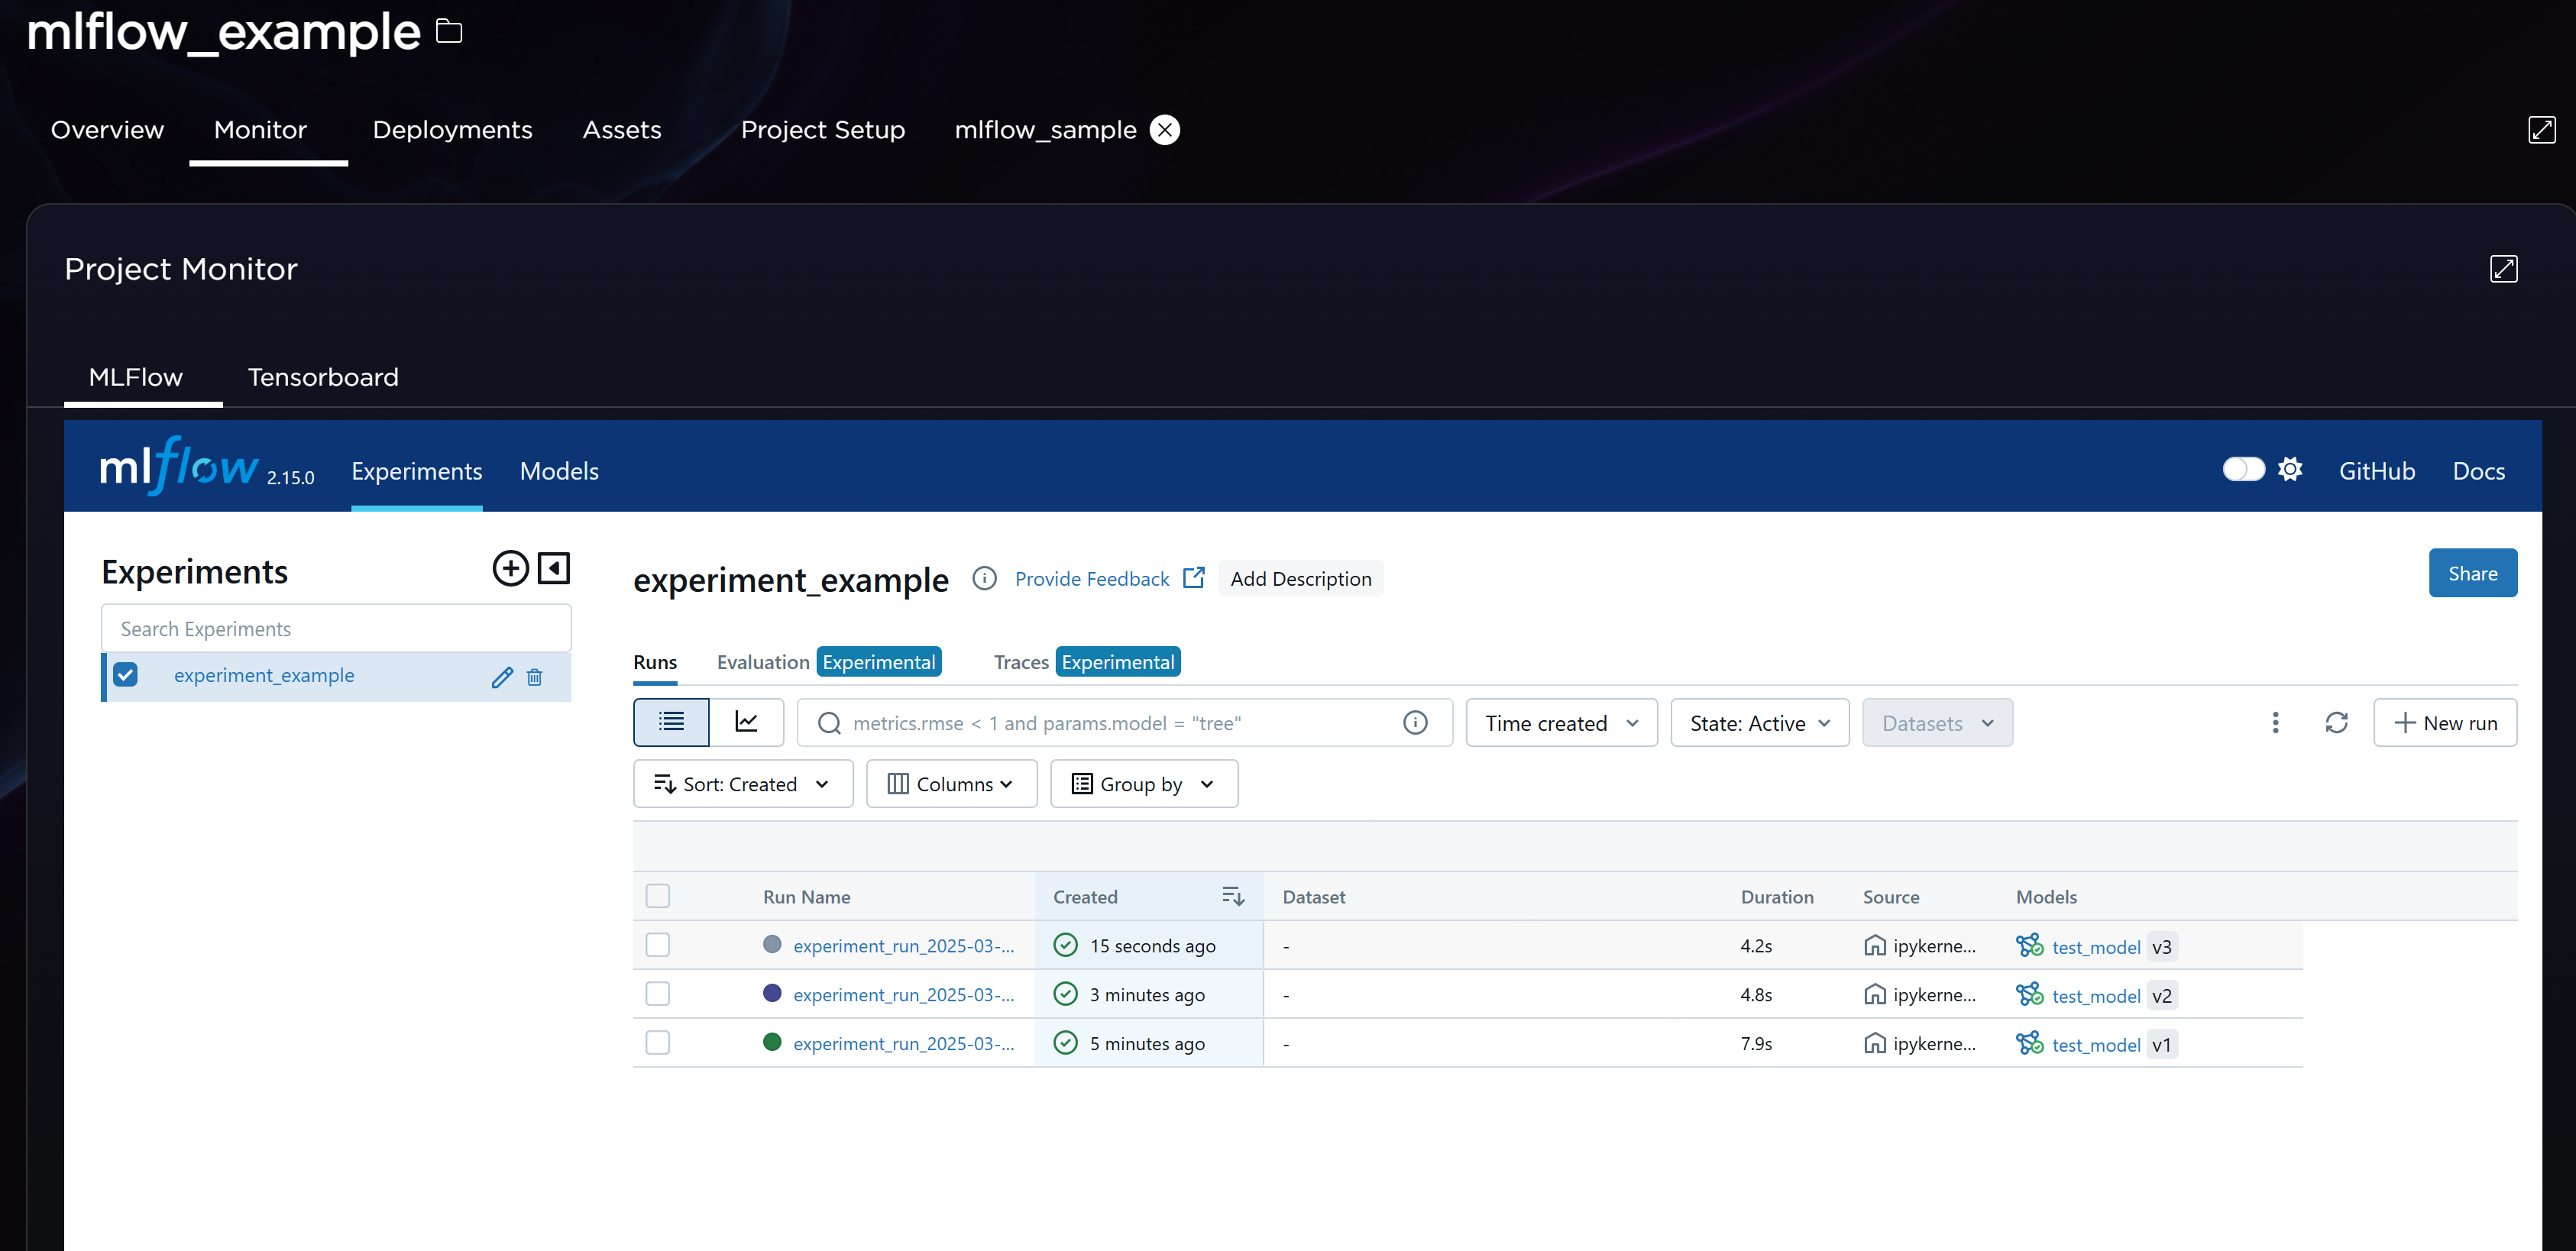 mlflow_example
Overview Monitor Deployments Assets Project Setup mlflow_sample
Project Monitor
MLFlow Tensorboard
mlflow 2.15.0 Experiments Models GitHub Docs
Experiments
Search Experiments
experiment_example
experiment_example Provide Feedback Add Description Share
Runs Evaluation Experimental Traces Experimental
metrics.rmse < 1 and params.model = "tree" Time created State: Active Datasets New run
Sort: Created Columns Group by
Run Name Created Dataset Duration Source Models
experiment_run_2025-03-... 15 seconds ago - 4.2s ipykerne... test_model v3
experiment_run_2025-03-... 3 minutes ago - 4.8s ipykerne... test_model v2
experiment_run_2025-03-... 5 minutes ago - 7.9s ipykerne... test_model v1